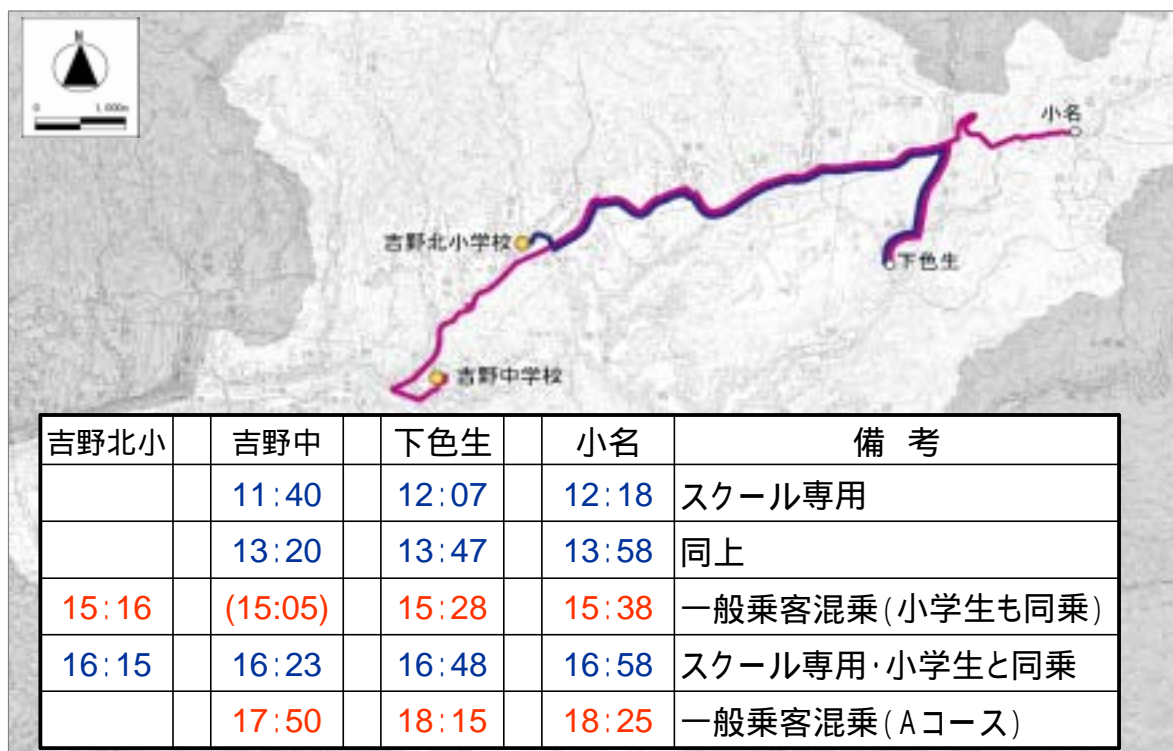 N
0 1,000m
小名
吉野北小学校
下色生
吉野中学校
吉野北小 吉野中 下色生 小名 備 考
11:40 12:07 12:18 スクール専用
13:20 13:47 13:58 同上
15:16 (15:05) 15:28 15:38 一般乗客混乗(小学生も同乗)
16:15 16:23 16:48 16:58 スクール専用・小学生と同乗
17:50 18:15 18:25 一般乗客混乗(Aコース)